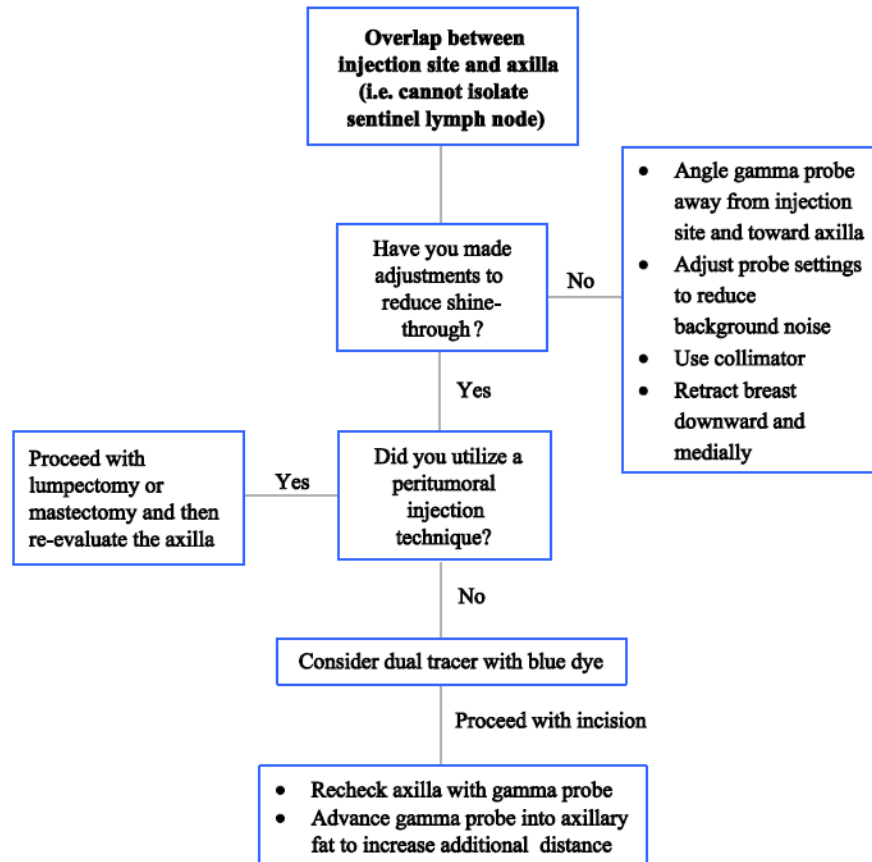 Overlap between
injection site and axilla
(i.e. cannot isolate
sentinel lymph node)
Have you made
adjustments to
reduce shine-
through ?
No
• Angle gamma probe
away from injection
site and toward axilla
• Adjust probe settings
to reduce
background noise
• Use collimator
• Retract breast
downward and
medially
Yes
Did you utilize a
peritumoral
injection
technique?
Yes
Proceed with
lumpectomy or
mastectomy and then
re-evaluate the axilla
No
Consider dual tracer with blue dye
Proceed with incision
• Recheck axilla with gamma probe
• Advance gamma probe into axillary
fat to increase additional distance